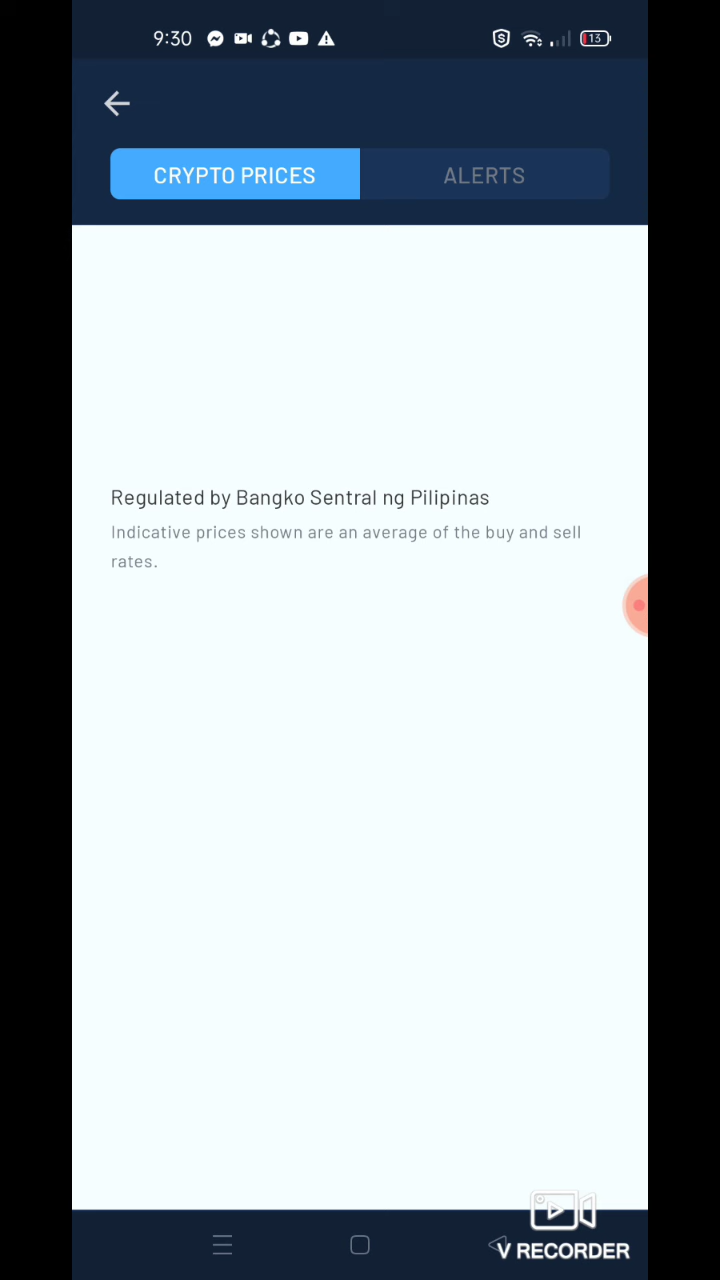 9:30
13
CRYPTO PRICES
ALERTS
Regulated by Bangko Sentral ng Pilipinas
Indicative prices shown are an average of the buy and sell
rates.
V RECORDER